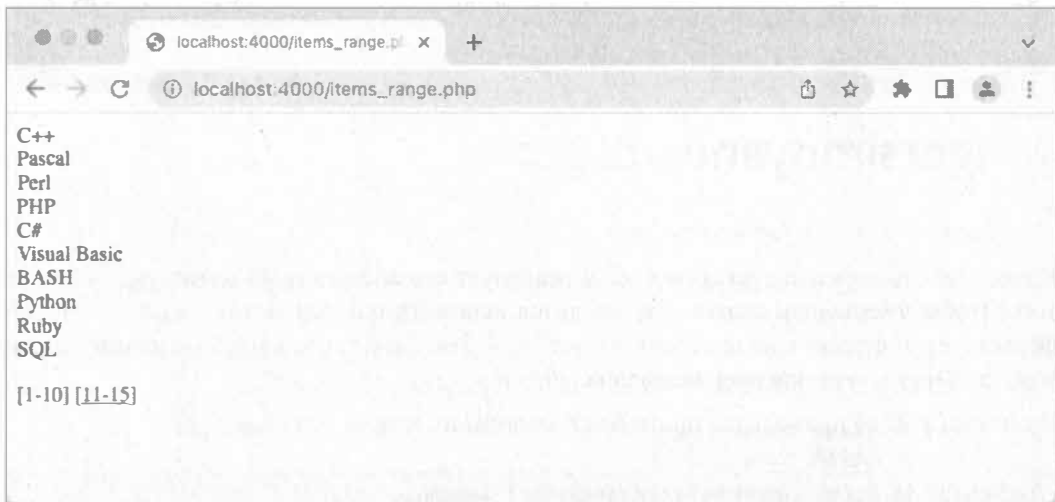 localhost:4000/items_range.p
localhost:4000/items_range.php
C++
Pascal
Perl
PHP
C#
Visual Basic
BASH
Python
Ruby
SQL
[1-10] [11-15]